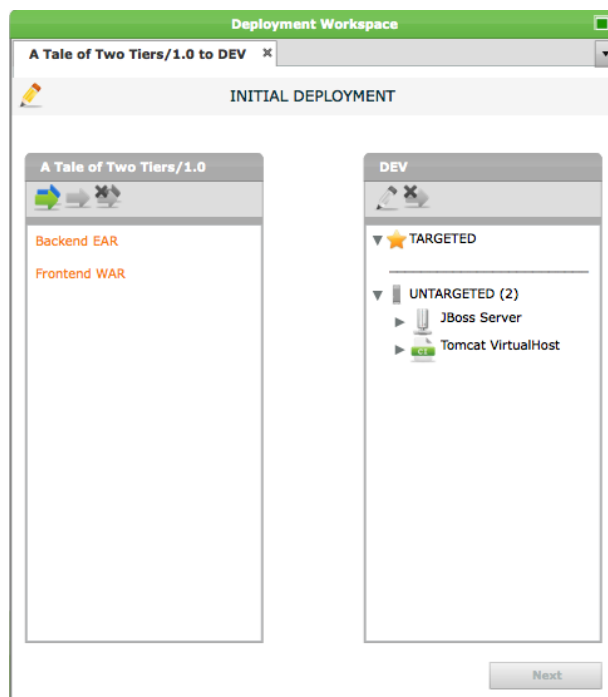 Deployment Workspace
A Tale of Two Tiers/1.0 to DEV
INITIAL DEPLOYMENT
A Tale of Two Tiers/1.0
Backend EAR
Frontend WAR
DEV
TARGETED
UNTARGETED (2)
JBoss Server
CI
Tomcat VirtualHost
Next